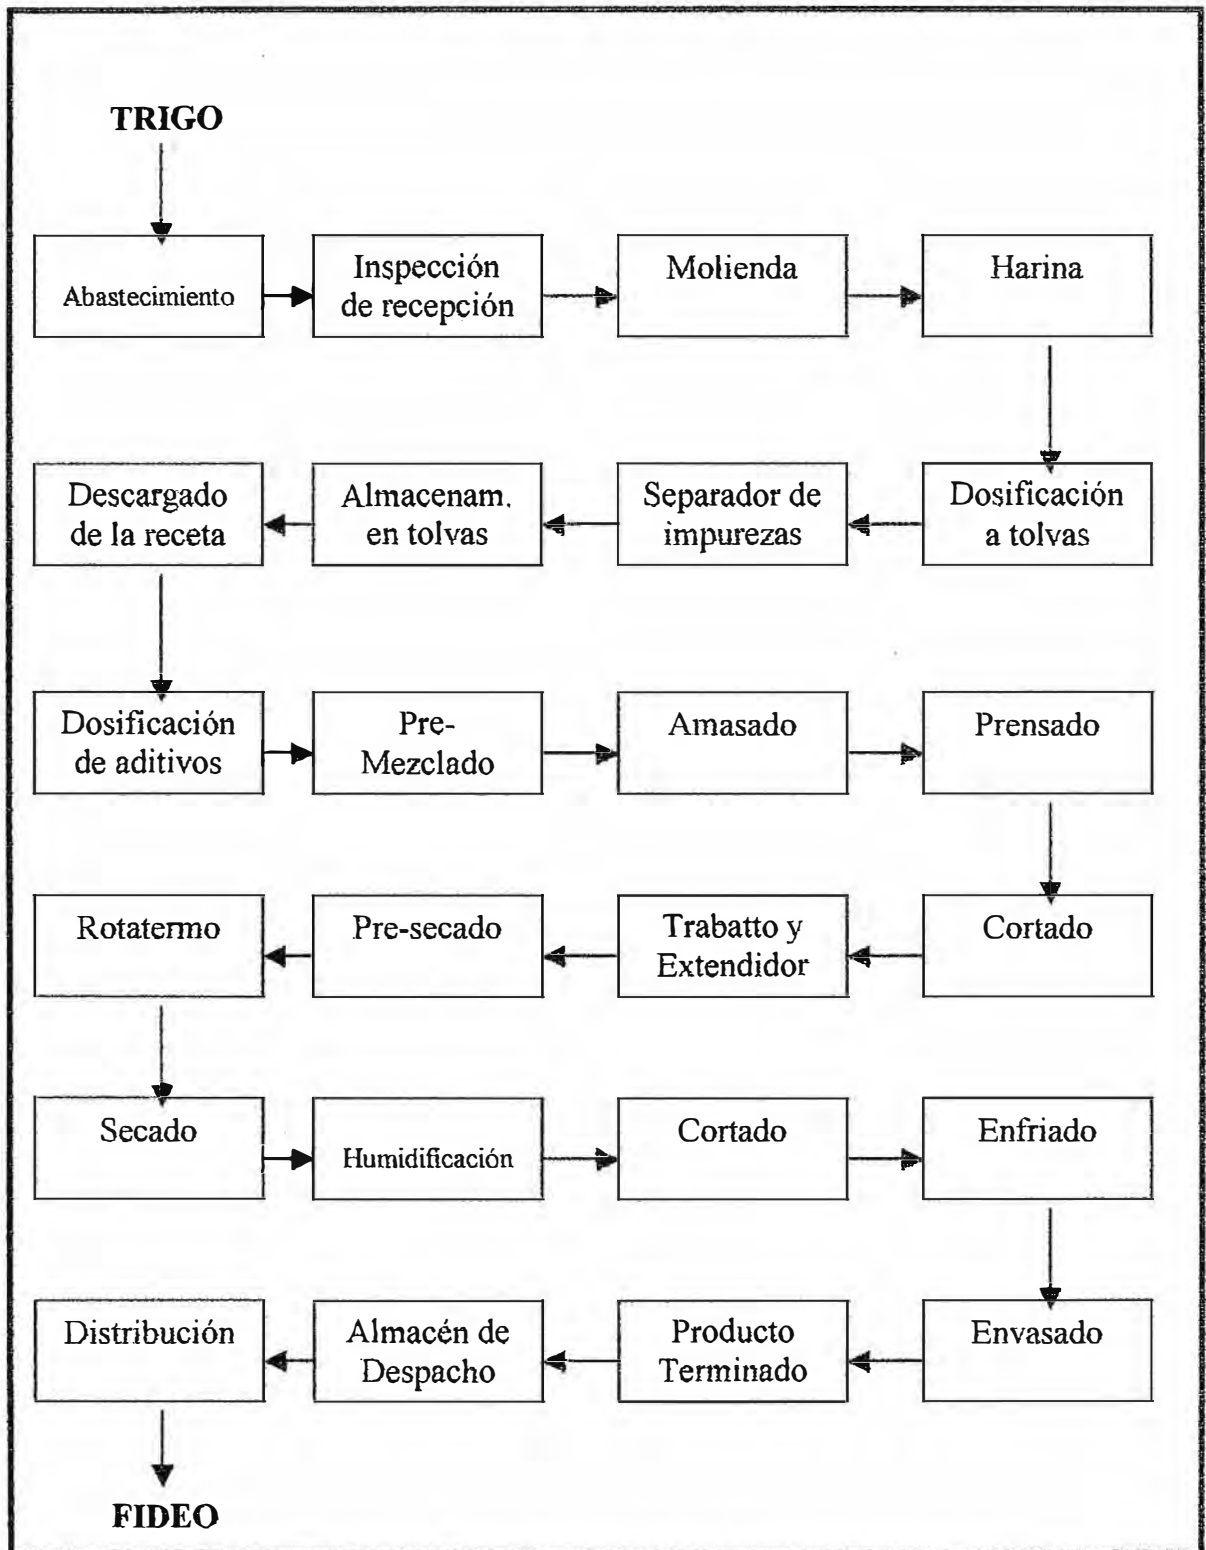 TRIGO
Abastecimiento
Inspección
de recepción
Molienda
Harina
Dosificación
a tolvas
Separador de
impurezas
Almacenam.
en tolvas
Descargado
de la receta
Dosificación
de aditivos
Pre-
Mezclado
Amasado
Prensado
Cortado
Trabatto y
Extendidor
Pre-secado
Rotatermo
Secado
Humidificación
Cortado
Enfriado
Envasado
Producto
Terminado
Almacén de
Despacho
Distribución
FIDEO